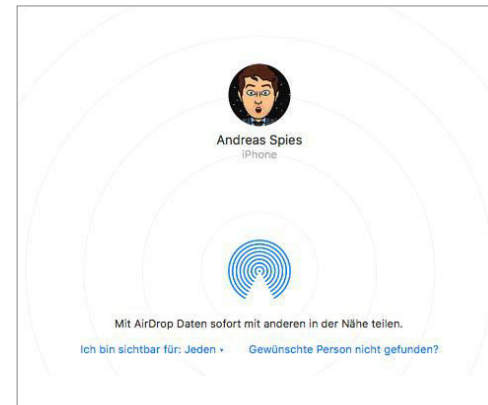 Andreas Spies
iPhone
Mit AirDrop Daten sofort mit anderen in der Nähe teilen.
Ich bin sichtbar für: Jeden Gewünschte Person nicht gefunden?